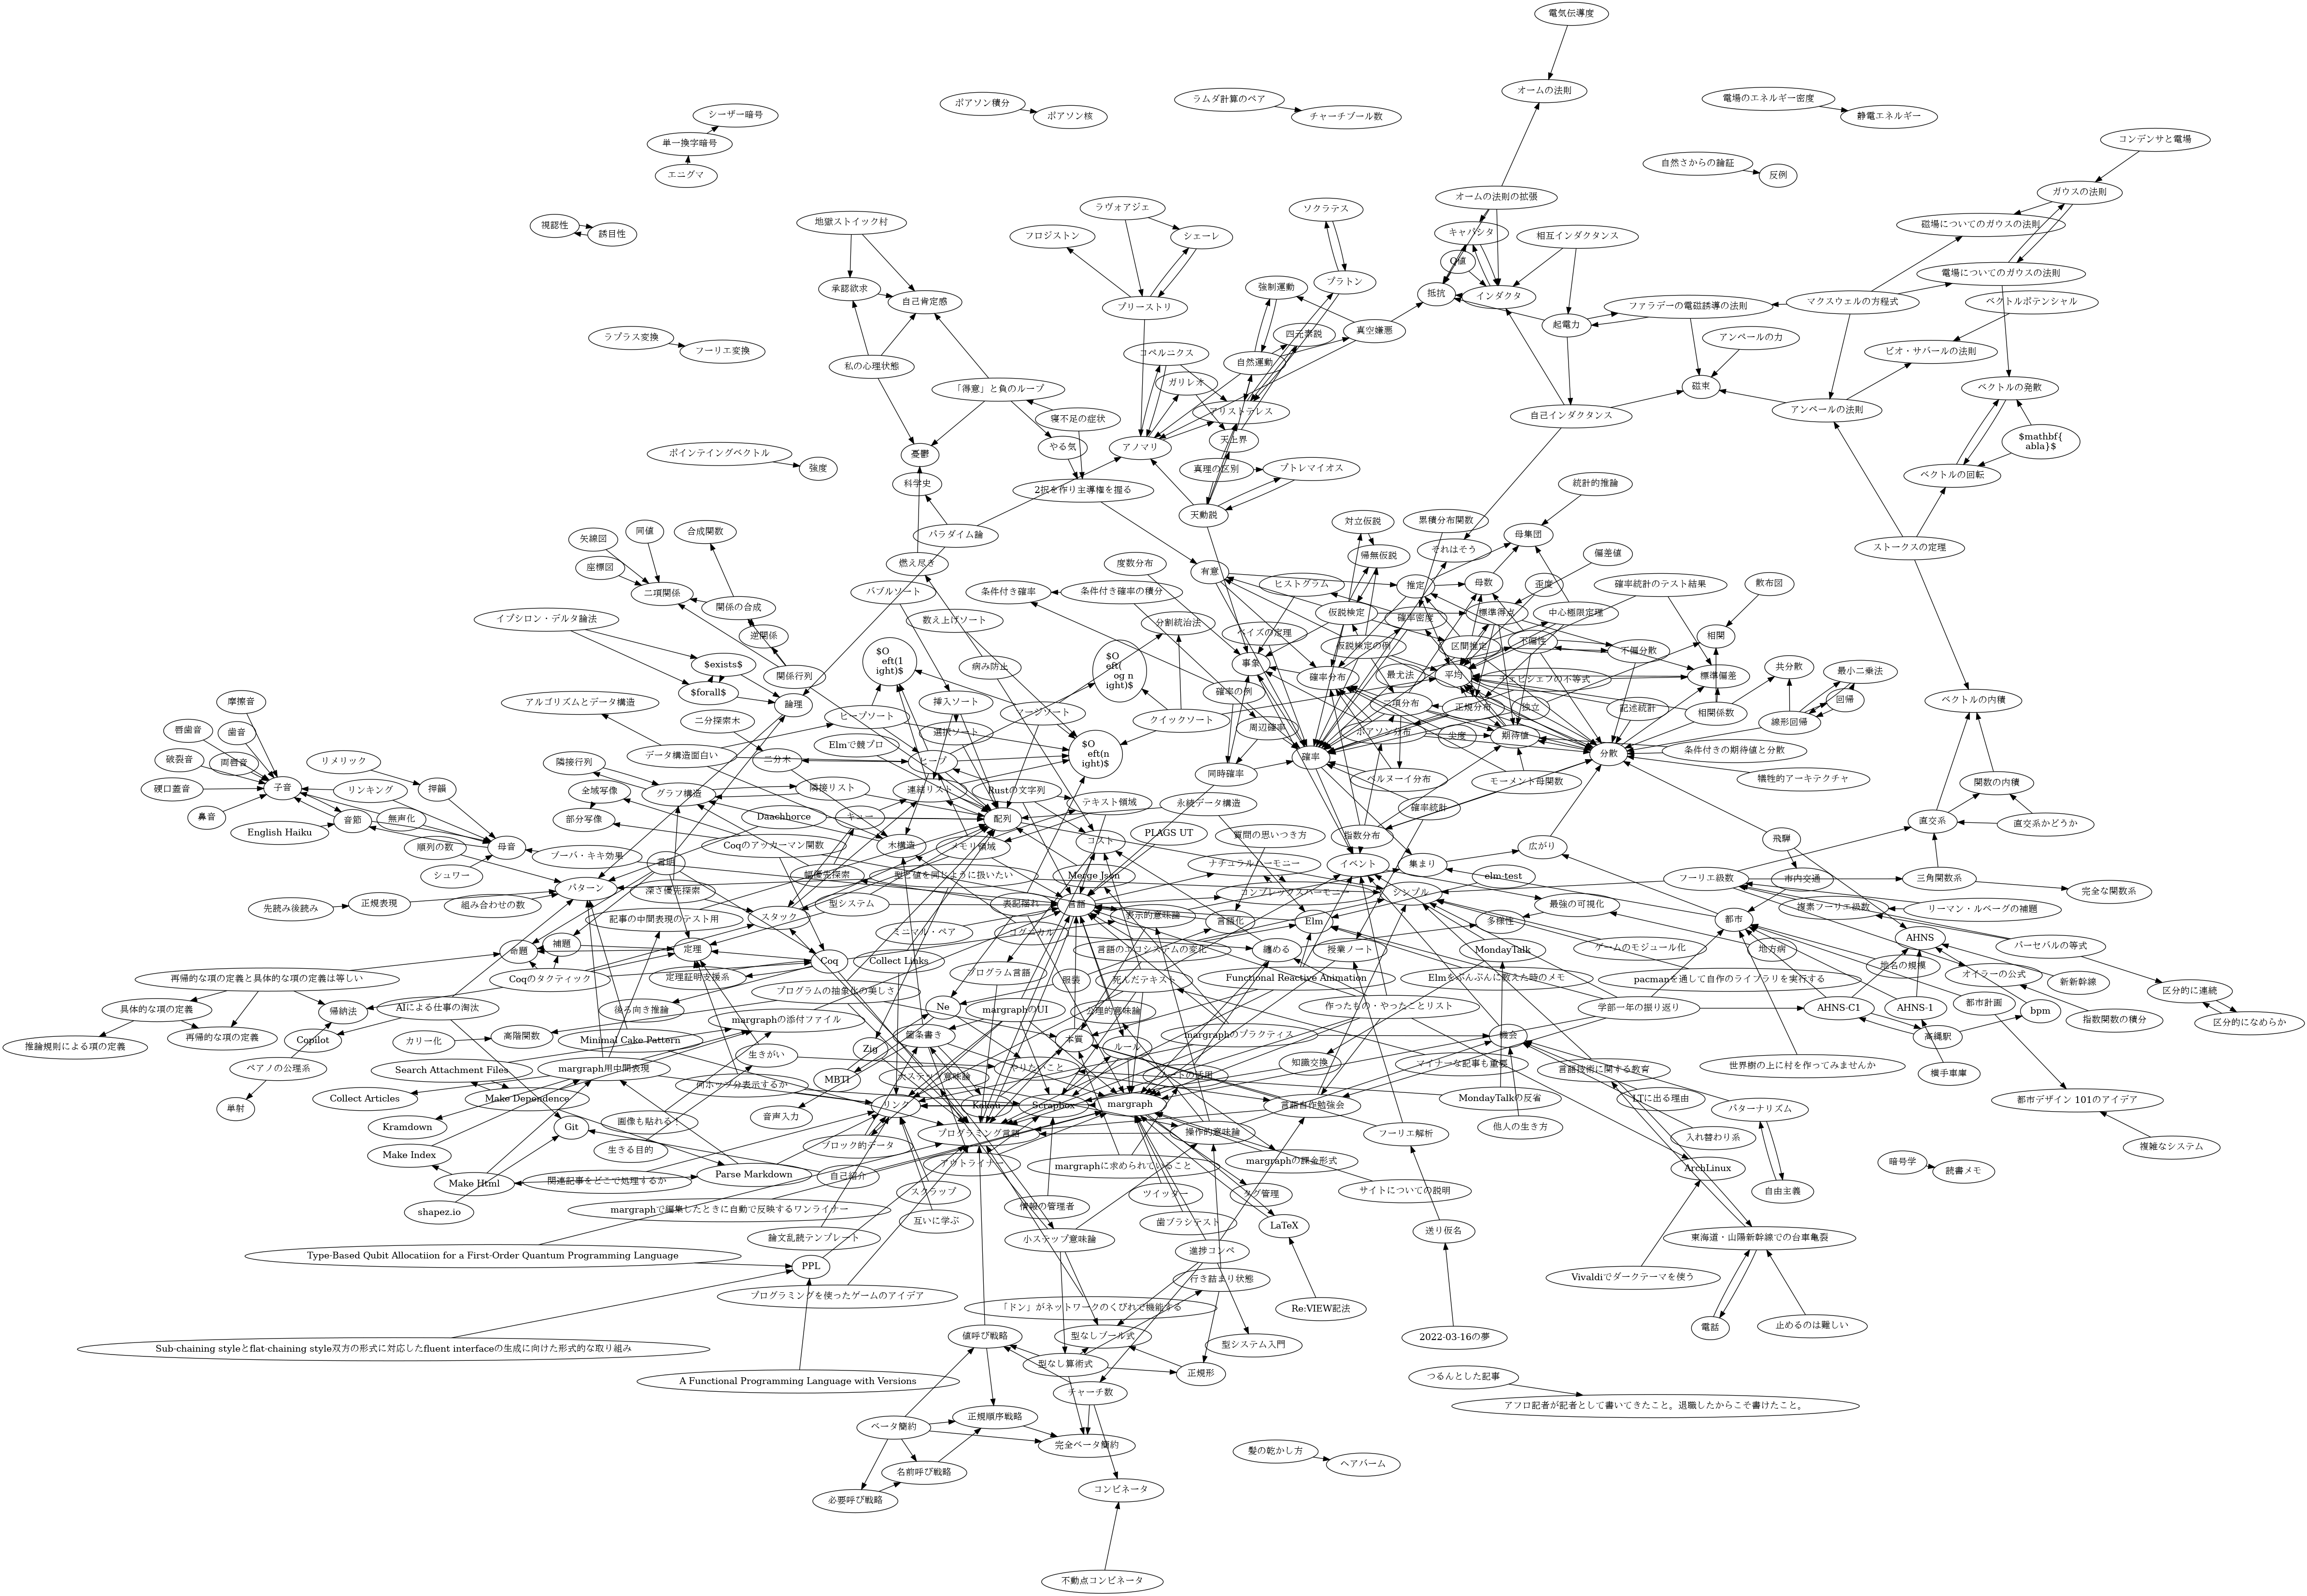 電気伝導度
オームの法則
シーザー暗号
単一換字暗号
エニグマ
ポアソン積分
ポアソン核
ラムダ計算のペア
チャーチブール数
電場のエネルギー密度
静電エネルギー
コンデンサと電場
自然さからの論証
反例
ガウスの法則
磁場についてのガウスの法則
オームの法則の拡張
視認性
誘目性
地獄ストイック村
ラヴォアジェ
フロジストン
シェーレ
ソクラテス
キャパシタ
相互インダクタンス
Q値
電場についてのガウスの法則
承認欲求
自己肯定感
プリーストリ
強制運動
プラトン
抵抗
インダクタ
ファラデーの電磁誘導の法則
マクスウェルの方程式
ベクトルポテンシャル
ラプラス変換
フーリエ変換
四元素説
真空嫌悪
起電力
アンペールの力
ビオ・サバールの法則
私の心理状態
コペルニクス
自然運動
ガリレオ
「得意」と負のループ
寝不足の症状
アリストテレス
磁束
ベクトルの発散
自己インダクタンス
アンペールの法則
ポインティングベクトル
強度
憂鬱
やる気
アノマリ
天上界
$mathbf{
abla}$
真理の区別
プトレマイオス
ベクトルの回転
科学史
2択を作り主導権を握る
統計的推論
天動説
パラダイム論
矢線図
同値
合成関数
対立仮説
累積分布関数
母集団
それはそう
ストークスの定理
座標図
二項関係
燃え尽き
帰無仮説
偏差値
度数分布
有意
ヒストグラム
推定
母数
歪度
確率統計のテスト結果
散布図
関係の合成
バブルソート
条件付き確率
条件付き確率の積分
イプシロン・デルタ論法
逆関係
数え上げソート
分割統治法
仮説検定
確率密度
標準得点
中心極限定理
相関
ベイズの定理
仮説検定の例
区間推定
不偏性
不偏分散
$exists$
$forall$
関係行列
$O
eft(1
ight)$
病み防止
$O
eft(
og n
ight)$
事象
確率分布
最尤法
平均
チェビシェフの不等式
標準偏差
共分散
最小二乗法
回帰
摩擦音
アルゴリズムとデータ構造
論理
挿入ソート
確率の例
二項分布
正規分布
独立
記述統計
相関係数
線形回帰
ベクトルの内積
唇歯音
歯音
二分探索木
ヒープソート
マージソート
クイックソート
周辺確率
ポアソン分布
尖度
期待値
分散
条件付きの期待値と分散
破裂音
両唇音
リメリック
データ構造面白い
選択ソート
Elmで競プロ
$O
eft(n
ight)$
確率
犠牲的アーキテクチャ
隣接行列
二分木
ヒープ
同時確率
ベルヌーイ分布
モーメント母関数
関数の内積
硬口蓋音
子音
リンキング
押韻
グラフ構造
全域写像
隣接リスト
連結リスト
Rustの文字列
テキスト領域
永続データ構造
確率統計
鼻音
English Haiku
音節
無声化
部分写像
Daachhorce
キュー
配列
PLAGS UT
質問の思いつき方
指数分布
飛騨
直交系
直交系かどうか
順列の数
母音
ブーバ・キキ効果
言明
Coqのアッカーマン関数
木構造
メモリ領域
コスト
ナチュラルハーモニー
イベント
集まり
広がり
シュワー
パターン
深さ優先探索
幅優先探索
型と値を同じように扱いたい
Merge Json
コンプレックスハーモニー
シンプル
elm-test
フーリエ級数
市内交通
三角関数系
完全な関数系
先読み後読み
正規表現
組み合わせの数
記事の中間表現のテスト用
スタック
型システム
表記揺れ
言語
表示的意味論
言語化
Elm
多様性
最強の可視化
都市
複素フーリエ級数
リーマン・ルベーグの補題
命題
補題
定理
ミニマル・ペア
コグニカル
言語のエコシステムの変化
纏める
授業ノート
MondayTalk
ゲームのモジュール化
地方病
AHNS
パーセバルの等式
再帰的な項の定義と具体的な項の定義は等しい
Coqのタクティック
定理証明支援系
Coq
Collect Links
プログラム言語
服装
死んだテキスト
Functional Reactive Animation
Elmをぶんぶんに教えた時のメモ
pacmanを通して自作のライブラリを実行する
地名の規模
オイラーの公式
新新幹線
区分的に連続
区分的になめらか
具体的な項の定義
帰納法
AIによる仕事の淘汰
後ろ向き推論
プログラムの抽象化の美しさ
Ne
margraphのUI
公理的意味論
作ったもの・やったことリスト
学部一年の振り返り
AHNS-C1
AHNS-1
都市計画
bpm
指数関数の積分
推論規則による項の定義
再帰的な項の定義
Copilot
カリー化
高階関数
margraphの添付ファイル
Minimal Cake Pattern
箇条書き
本質
ルール
margraphのプラクティス
機会
高縄駅
ペアノの公理系
Search Attachment Files
margraph用中間表現
生きがい
Zig
やりたいこと
知識交換
マイナーな記事も重要
言語技術に関する教育
世界樹の上に村を作ってみませんか
横手車庫
単射
Collect Articles
Make Dependence
何ホップ分表示するか
MBTI
大ステップ意味論
MondayTalkの反省
LTに出る理由
都市デザイン 101のアイデア
Kramdown
画像も貼れる!
音声入力
リンク
Kakau
Scrapbox
margraph
言語自作勉強会
他人の生き方
パターナリズム
Make Index
Git
生きる目的
ブロック的データ
プログラミング言語
操作的意味論
フーリエ解析
入れ替わり系
複雑なシステム
Make Html
関連記事をどこで処理するか
Parse Markdown
自己紹介
アウトライナー
margraphに求められていること
margraphの課金形式
ArchLinux
暗号学
読書メモ
shapez.io
margraphで編集したときに自動で反映するワンライナー
スクラップ
情報の管理者
ツイッター
タグ管理
サイトについての説明
自由主義
論文乱読テンプレート
互いに学ぶ
歯ブラシテスト
LaTeX
送り仮名
Type-Based Qubit Allocatiion for a First-Order Quantum Programming Language
PPL
小ステップ意味論
進捗コンペ
東海道・山陽新幹線での台車亀裂
プログラミングを使ったゲームのアイデア
行き詰まり状態
Vivaldiでダークテーマを使う
「ドン」がネットワークのくびれで機能する
Re:VIEW記法
Sub-chaining styleとflat-chaining style双方の形式に対応したfluent interfaceの生成に向けた形式的な取り組み
値呼び戦略
型なしブール式
型システム入門
2022-03-16の夢
電話
止めるのは難しい
A Functional Programming Language with Versions
型なし算術式
正規形
つるんとした記事
チャーチ数
アフロ記者が記者として書いてきたこと。退職したからこそ書けたこと。
ベータ簡約
正規順序戦略
完全ベータ簡約
髪の乾かし方
ヘアバーム
名前呼び戦略
必要呼び戦略
コンビネータ
不動点コンビネータ